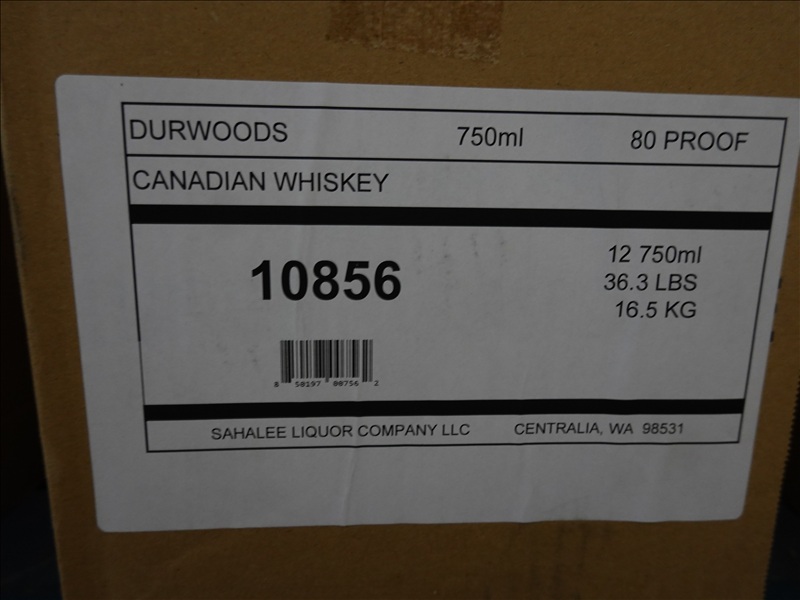 DURWOODS 750ml 80 PROOF
CANADIAN WHISKEY
10856
12 750ml
36.3 LBS
16.5 KG
8 50197 00756 2
SAHALEE LIQUOR COMPANY LLC CENTRALIA, WA 98531